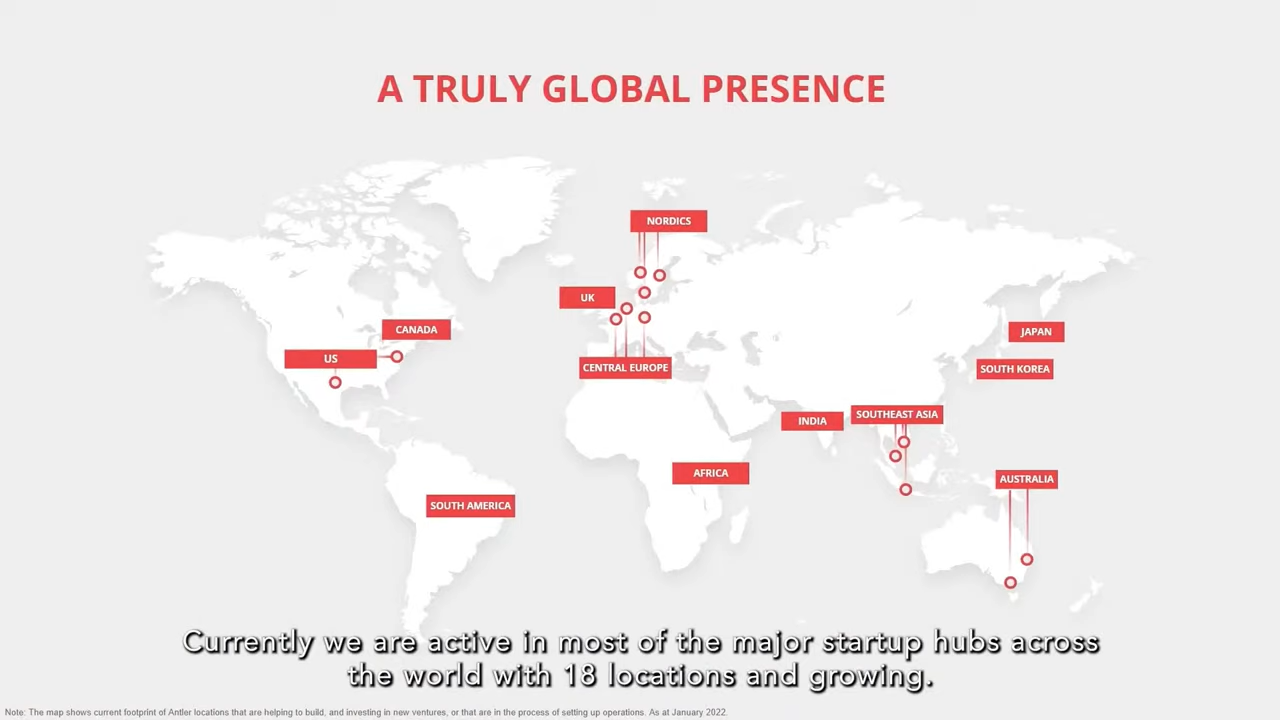 A TRULY GLOBAL PRESENCE
NORDICS
UK
CANADA
JAPAN
US
CENTRAL EUROPE
SOUTH KOREA
INDIA
SOUTHEAST ASIA
AFRICA
AUSTRALIA
SOUTH AMERICA
Currently we are active in most of the major startup hubs across
the world with 18 locations and growing.
Note: The map shows current footprint of Antler locations that are helping to build, and investing in new ventures, or that are in the process of setting up operations. As at January 2022.